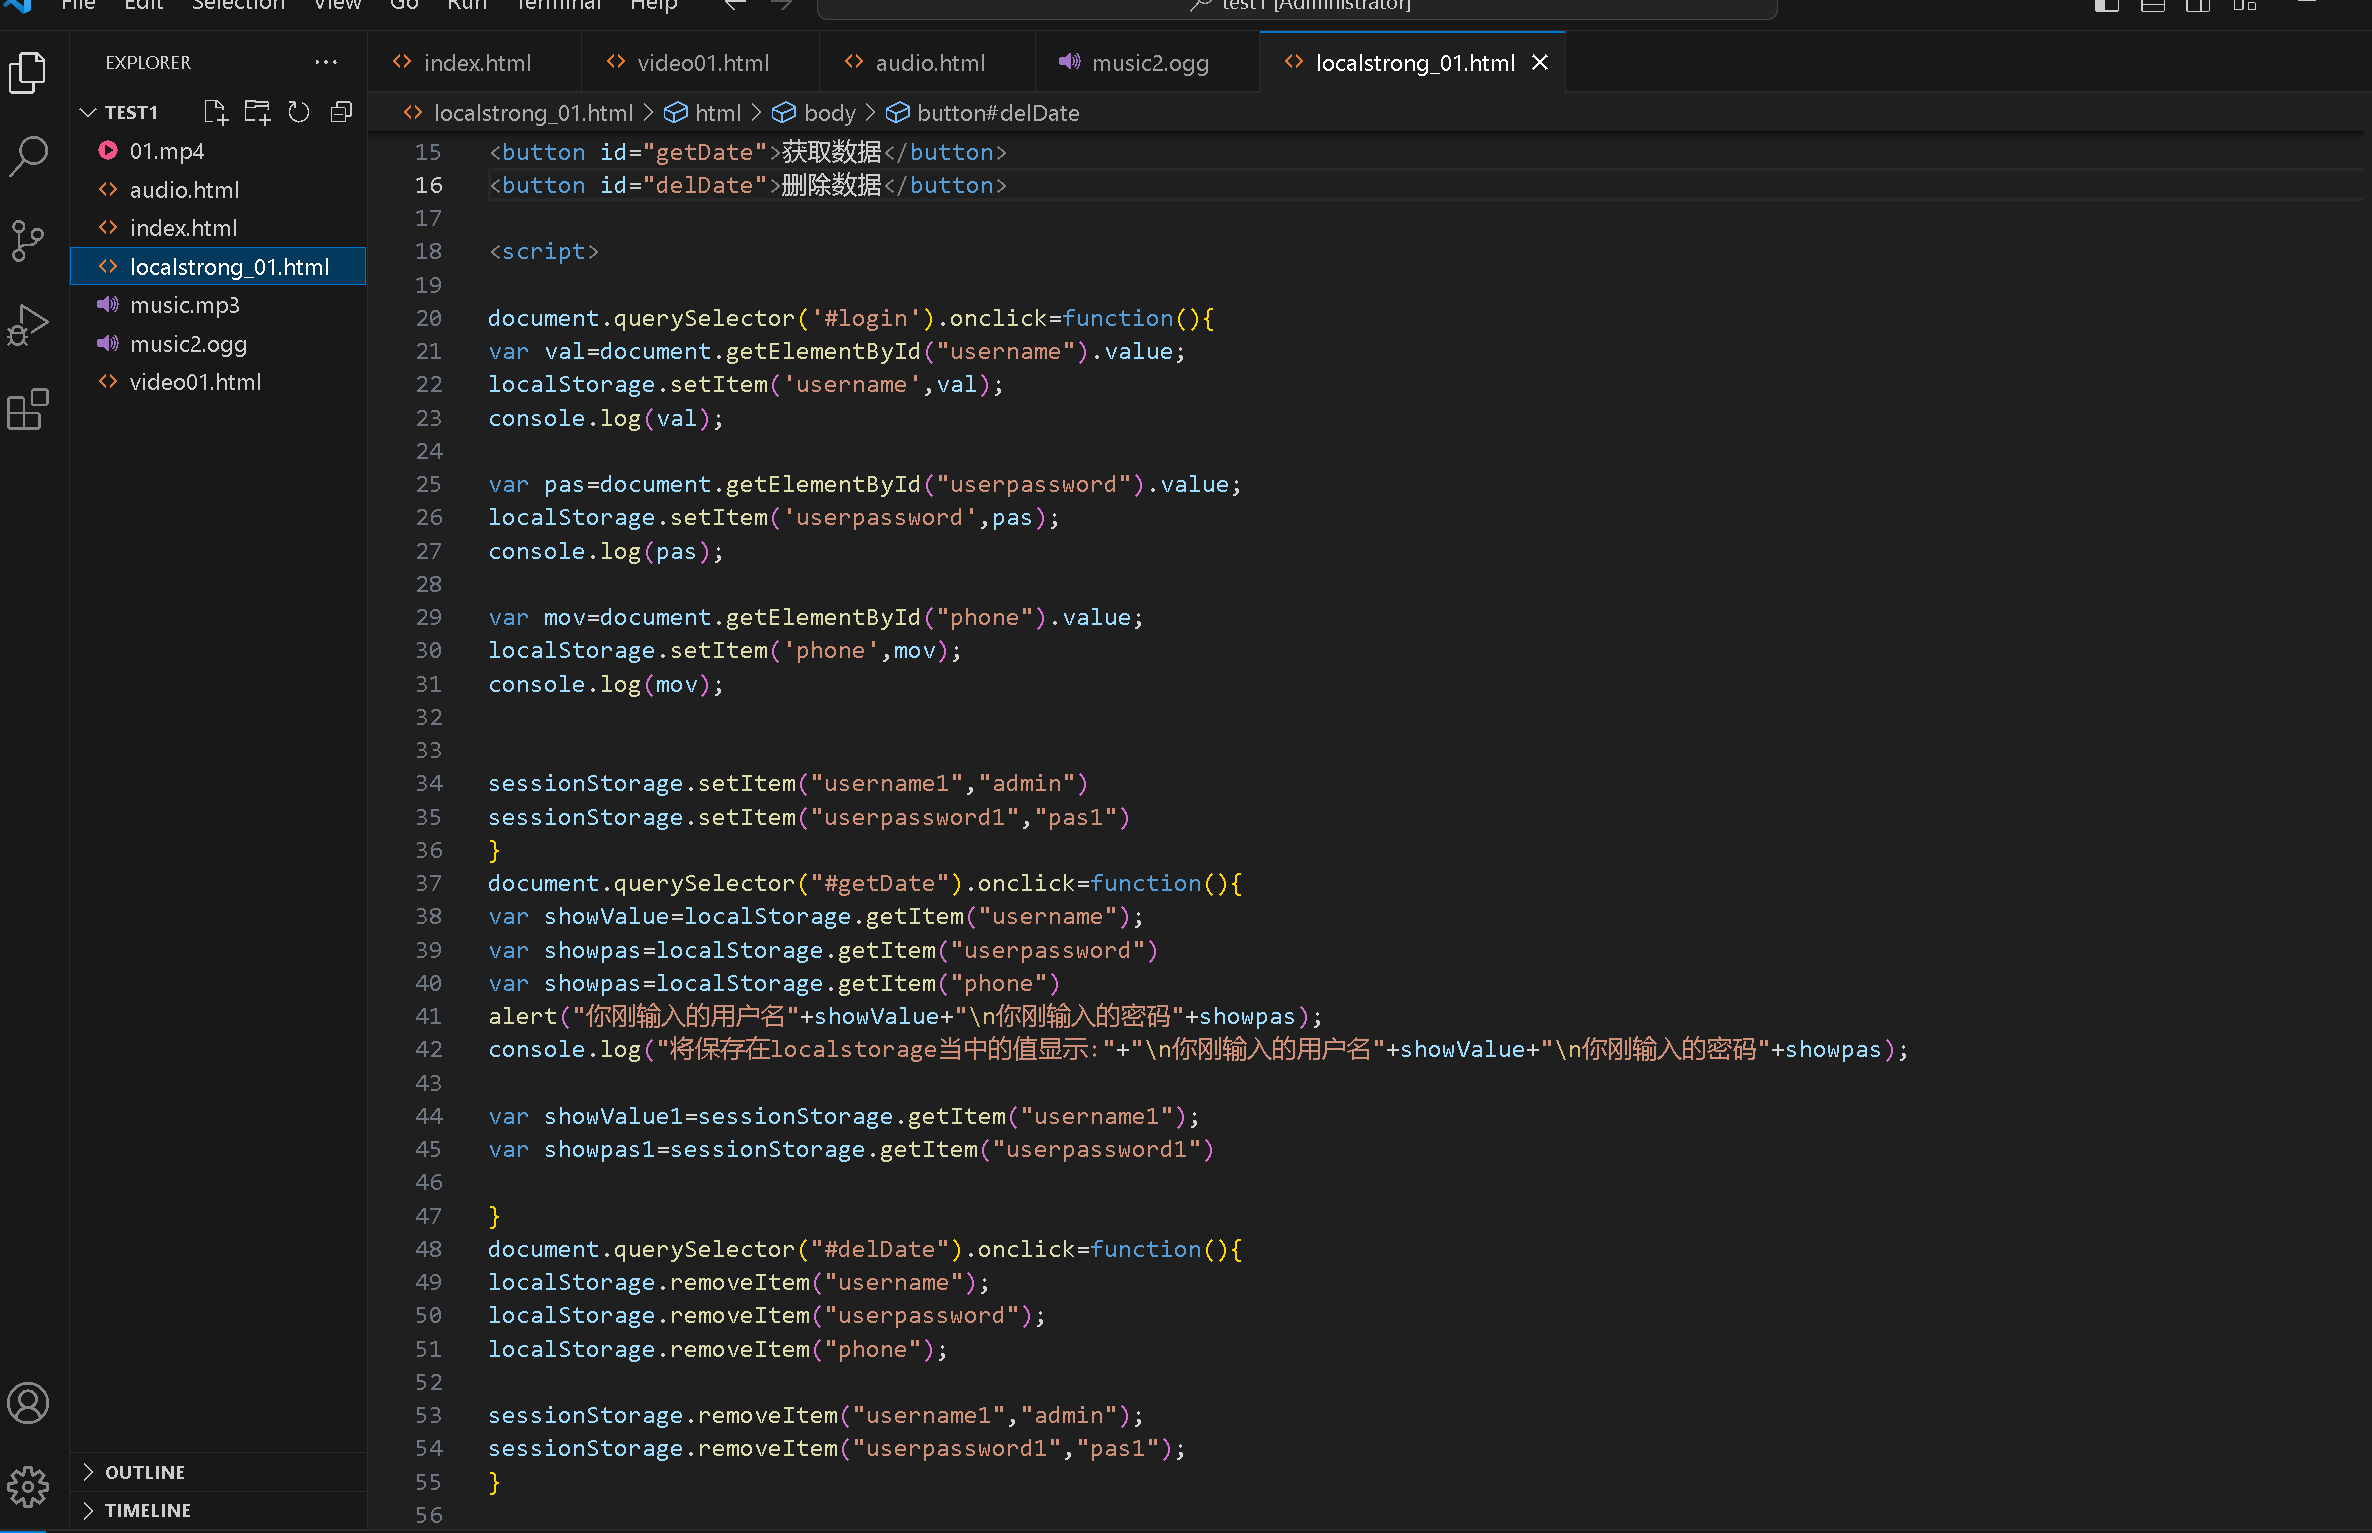 File Edit Selection View Go Run Terminal Help
test1 [Administrator]
EXPLORER
index.html
video01.html
audio.html
music2.ogg
localstrong_01.html
TEST1
localstrong_01.html > html > body > button#delDate
01.mp4
audio.html
index.html
localstrong_01.html
music.mp3
music2.ogg
video01.html
OUTLINE
TIMELINE
15 <button id="getDate">获取数据</button>
16 <button id="delDate">删除数据</button>
17
18 <script>
19
20 document.querySelector('#login').onclick=function(){
21 var val=document.getElementById("username").value;
22 localStorage.setItem('username',val);
23 console.log(val);
24
25 var pas=document.getElementById("userpassword").value;
26 localStorage.setItem('userpassword',pas);
27 console.log(pas);
28
29 var mov=document.getElementById("phone").value;
30 localStorage.setItem('phone',mov);
31 console.log(mov);
32
33
34 sessionStorage.setItem("username1","admin")
35 sessionStorage.setItem("userpassword1","pas1")
36 }
37 document.querySelector("#getDate").onclick=function(){
38 var showValue=localStorage.getItem("username");
39 var showpas=localStorage.getItem("userpassword")
40 var showpas=localStorage.getItem("phone")
41 alert("你刚输入的用户名"+showValue+"\n你刚输入的密码"+showpas);
42 console.log("将保存在localstorage当中的值显示:"+"\n你刚输入的用户名"+showValue+"\n你刚输入的密码"+showpas);
43
44 var showValue1=sessionStorage.getItem("username1");
45 var showpas1=sessionStorage.getItem("userpassword1")
46
47 }
48 document.querySelector("#delDate").onclick=function(){
49 localStorage.removeItem("username");
50 localStorage.removeItem("userpassword");
51 localStorage.removeItem("phone");
52
53 sessionStorage.removeItem("username1","admin");
54 sessionStorage.removeItem("userpassword1","pas1");
55 }
56